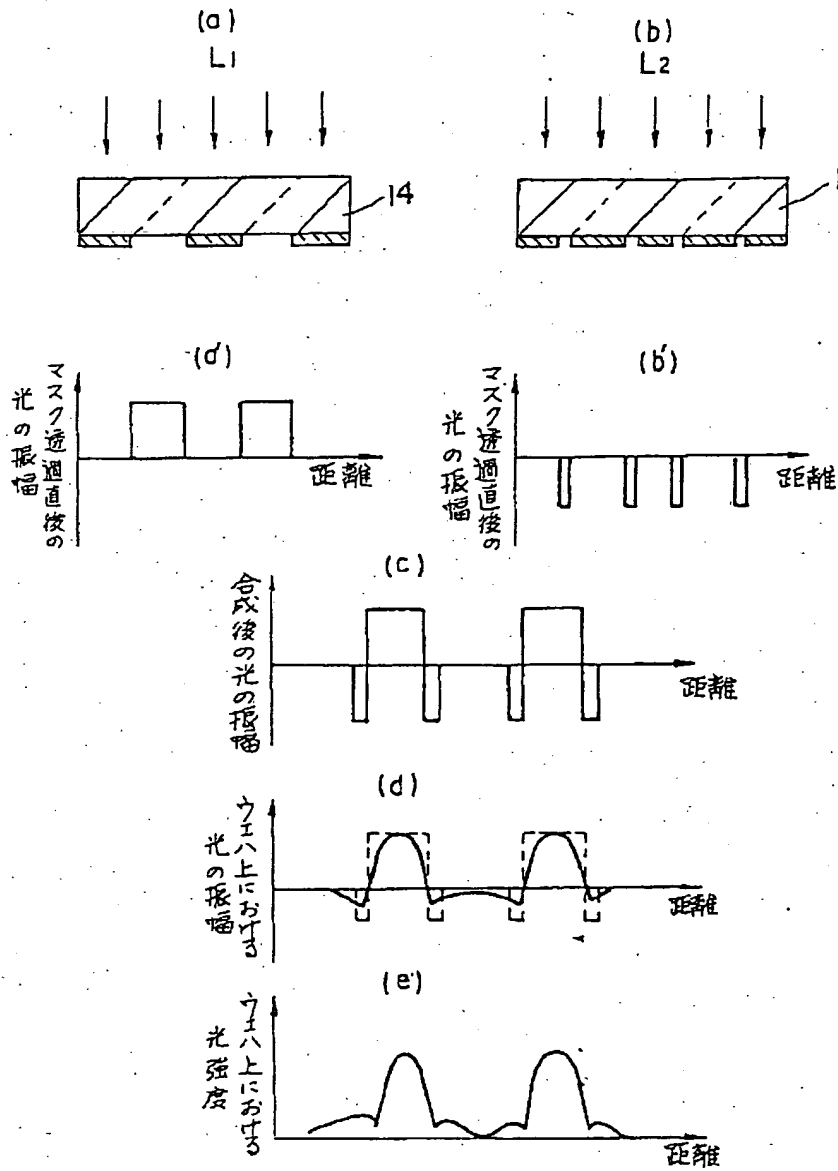 (a)
L1
14
(b)
L2
(a')
マスク透過直後の
光の振幅
距離
(b')
マスク透過直後の
光の振幅
距離
(c)
合成後の光の振幅
距離
(d)
ウェハ上における
光の振幅
距離
(e)
ウェハ上における
光強度
距離